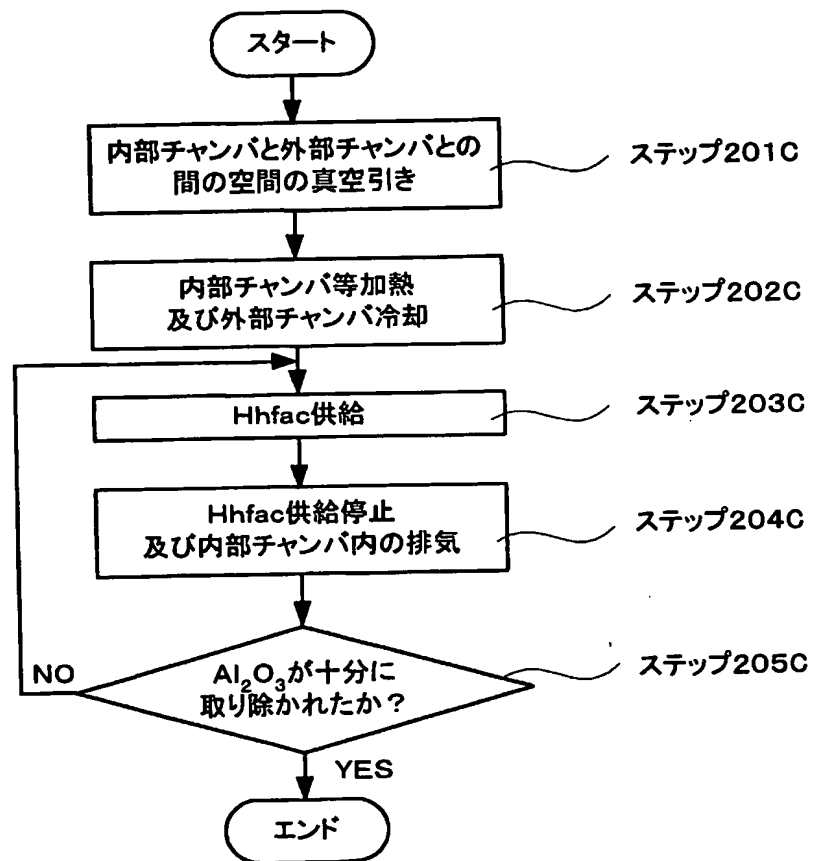 スタート
内部チャンバと外部チャンバとの
間の空間の真空引き
ステップ201C
内部チャンバ等加熱
及び外部チャンバ冷却
ステップ202C
Hhfac供給
ステップ203C
Hhfac供給停止
及び内部チャンバ内の排気
ステップ204C
NO
Al₂O₃が十分に
取り除かれたか？
ステップ205C
YES
エンド